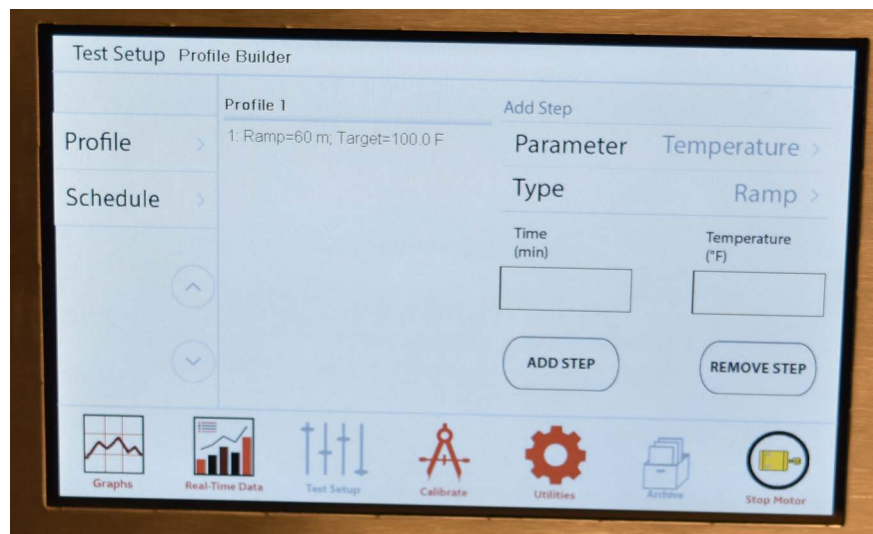 Test Setup Profile Builder
Profile
Schedule
Profile 1
1: Ramp=60 m; Target=100.0 F
Add Step
Parameter Temperature >
Type Ramp >
Time
(min)
Temperature
(°F)
ADD STEP
REMOVE STEP
Graphs
Real-Time Data
Test Setup
Calibrate
Utilities
Archive
Stop Motor